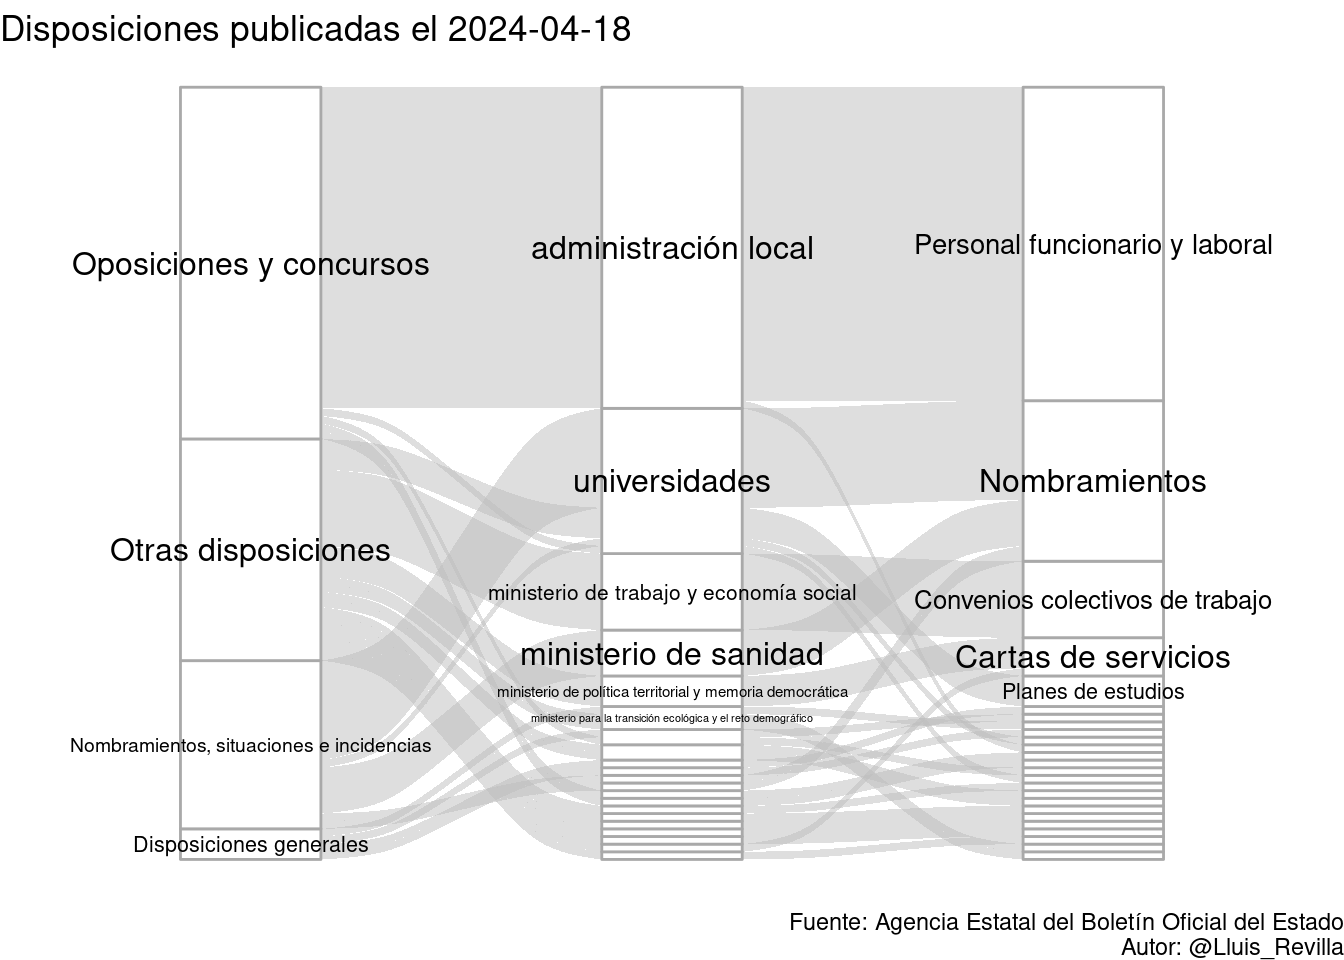 Disposiciones publicadas el 2024-04-18
Oposiciones y concursos
Otras disposiciones
Nombramientos, situaciones e incidencias
Disposiciones generales
administración local
universidades
ministerio de trabajo y economía social
ministerio de sanidad
ministerio de política territorial y memoria democrática
ministerio para la transición ecológica y el reto demográfico
Personal funcionario y laboral
Nombramientos
Convenios colectivos de trabajo
Cartas de servicios
Planes de estudios
Fuente: Agencia Estatal del Boletín Oficial del Estado
Autor: @Lluis_Revilla